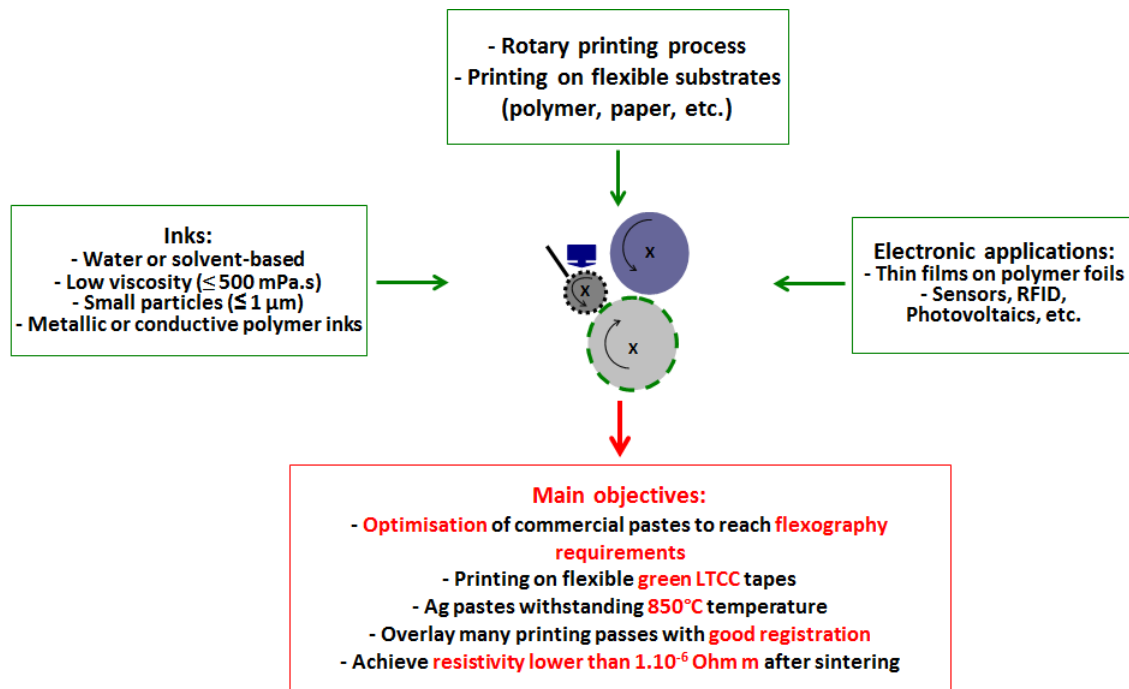 - Rotary printing process
- Printing on flexible substrates
(polymer, paper, etc.)
Inks:
- Water or solvent-based
- Low viscosity (≤ 500 mPa.s)
- Small particles (≦ 1 µm)
- Metallic or conductive polymer inks
X
X
X
Electronic applications:
- Thin films on polymer foils
- Sensors, RFID,
Photovoltaics, etc.
Main objectives:
- Optimisation of commercial pastes to reach flexography
requirements
- Printing on flexible green LTCC tapes
- Ag pastes withstanding 850°C temperature
- Overlay many printing passes with good registration
- Achieve resistivity lower than 1.10⁻⁶ Ohm m after sintering